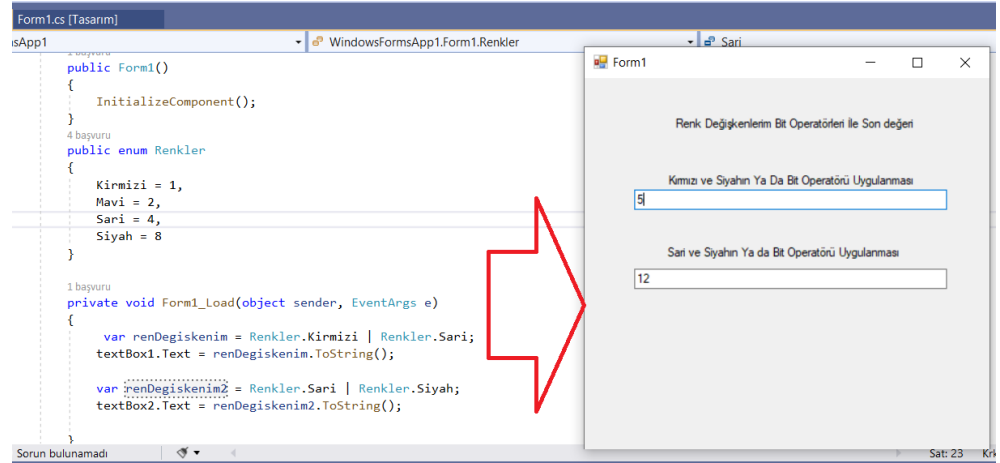 Form1.cs [Tasarım]
sApp1
WindowsFormsApp1.Form1.Renkler
Sari
1 başvuru
public Form1()
{
InitializeComponent();
}
4 başvuru
public enum Renkler
{
Kirmizi = 1,
Mavi = 2,
Sari = 4,
Siyah = 8
}
1 başvuru
private void Form1_Load(object sender, EventArgs e)
{
var renDegiskenim = Renkler.Kirmizi | Renkler.Sari;
textBox1.Text = renDegiskenim.ToString();
var renDegiskenim2 = Renkler.Sari | Renkler.Siyah;
textBox2.Text = renDegiskenim2.ToString();
}
Form1
Renk Değişkenlerim Bit Operatörleri İle Son değeri
Kırmızı ve Siyahın Ya Da Bit Operatörü Uygulanması
5
Sari ve Siyahın Ya da Bit Operatörü Uygulanması
12
Sorun bulunamadı
Sat: 23
Krk